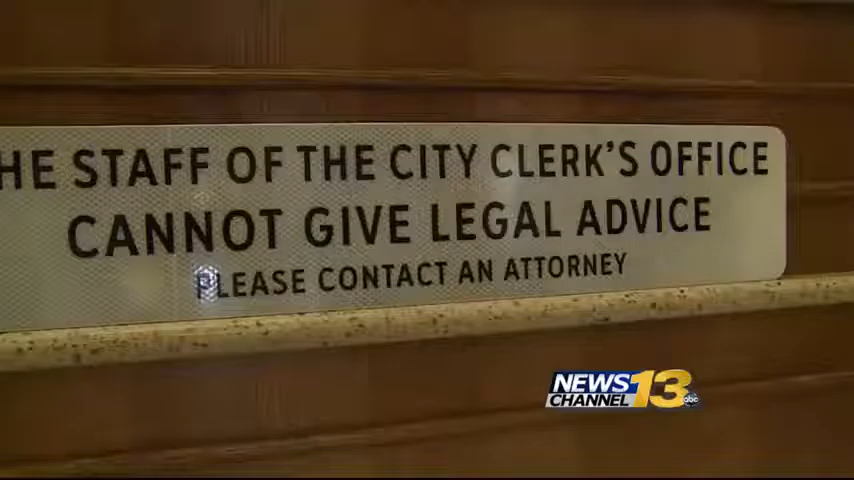 HE STAFF OF THE CITY CLERK'S OFFICE
CANNOT GIVE LEGAL ADVICE
PLEASE CONTACT AN ATTORNEY
NEWS 13
CHANNEL abc